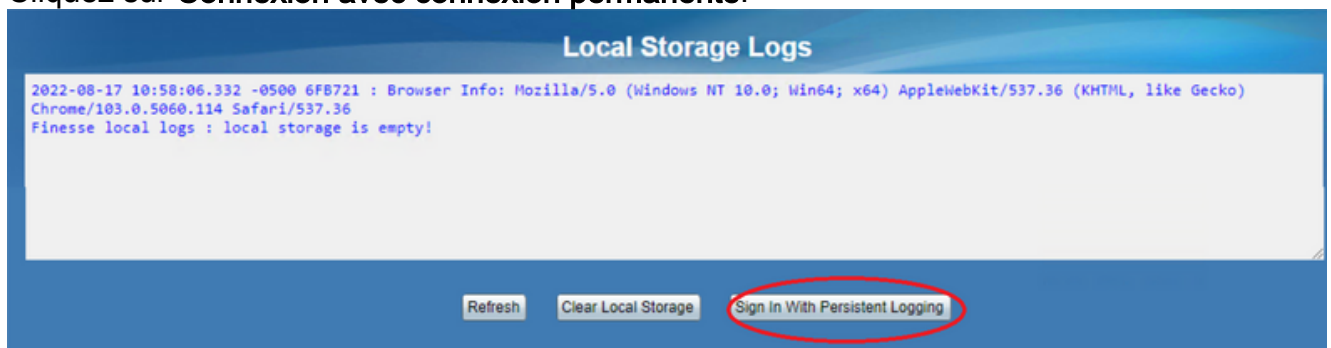 Cliquez sur Connexion avec connexion permanente.
Local Storage Logs
2022-08-17 10:58:06.332 -0500 6FB721 : Browser Info: Mozilla/5.0 (Windows NT 10.0; Win64; x64) AppleWebKit/537.36 (KHTML, like Gecko)
Chrome/103.0.5060.114 Safari/537.36
Finesse local logs : local storage is empty!
Refresh Clear Local Storage Sign In With Persistent Logging